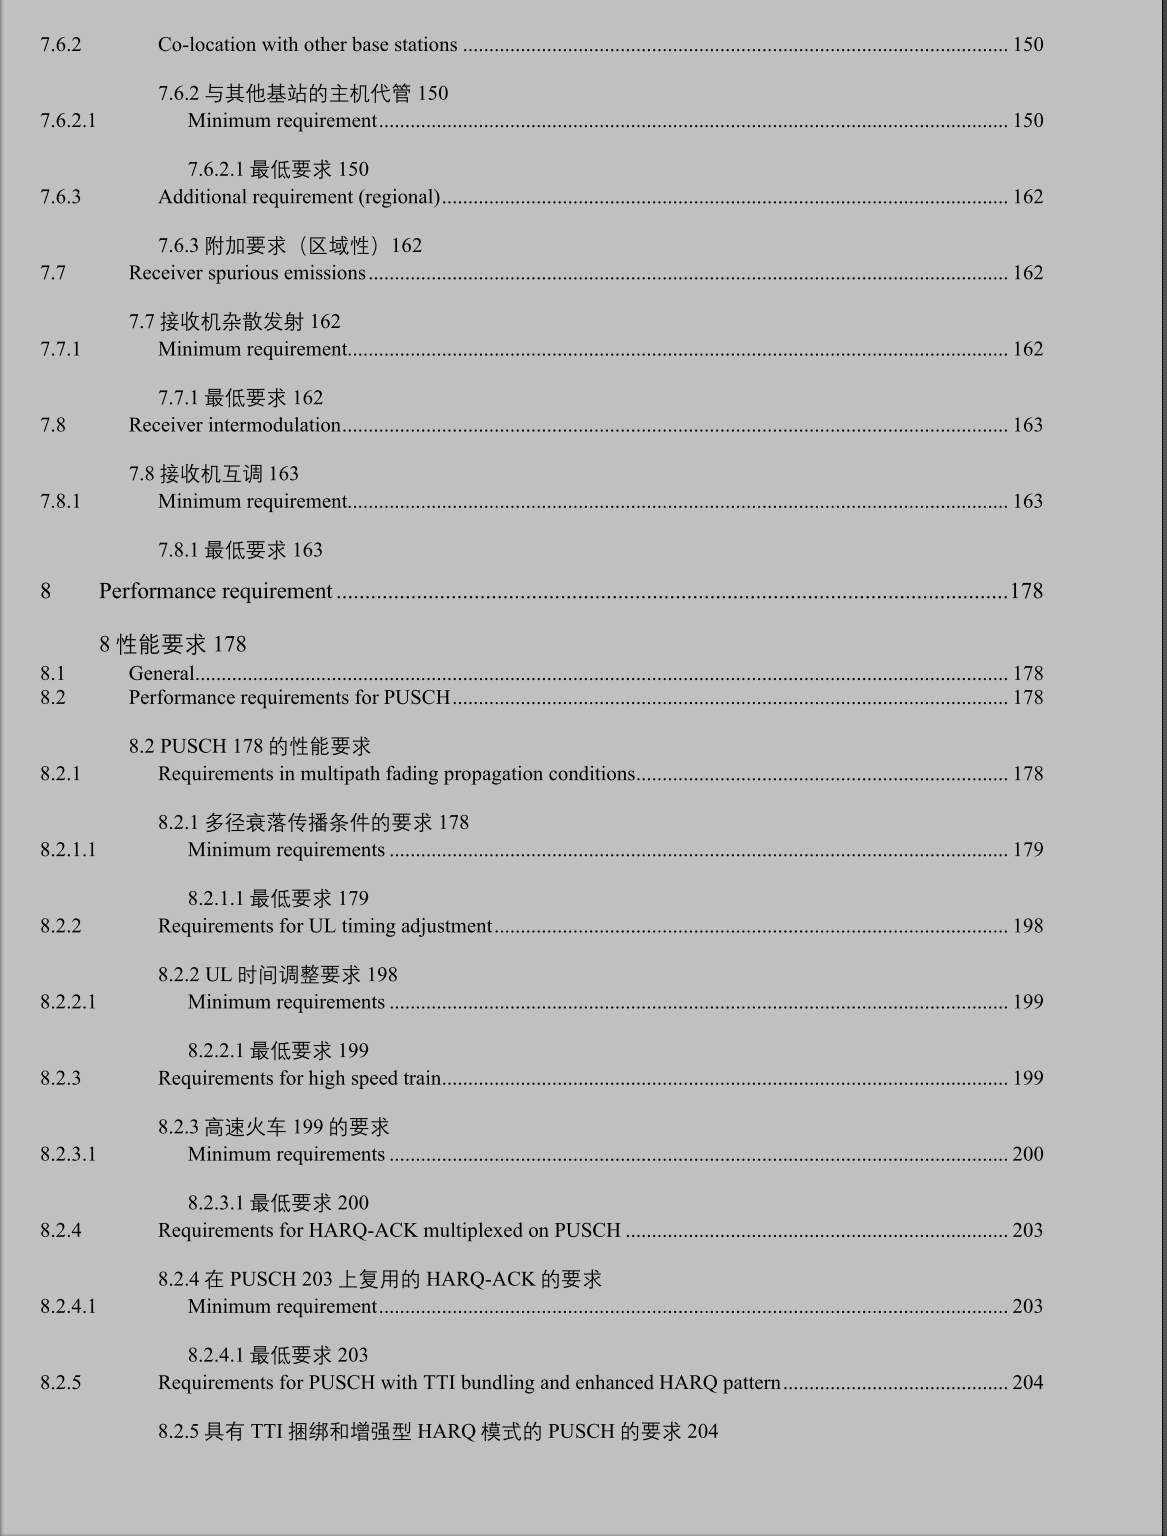 7.6.2 Co-location with other base stations ........ 150
7.6.2 与其他基站的主机代管 150
7.6.2.1 Minimum requirement ........ 150
7.6.2.1 最低要求 150
7.6.3 Additional requirement (regional) ........ 162
7.6.3 附加要求（区域性）162
7.7 Receiver spurious emissions ........ 162
7.7 接收机杂散发射 162
7.7.1 Minimum requirement ........ 162
7.7.1 最低要求 162
7.8 Receiver intermodulation ........ 163
7.8 接收机互调 163
7.8.1 Minimum requirement ........ 163
7.8.1 最低要求 163
8 Performance requirement ........ 178
8 性能要求 178
8.1 General ........ 178
8.2 Performance requirements for PUSCH ........ 178
8.2 PUSCH 178 的性能要求
8.2.1 Requirements in multipath fading propagation conditions ........ 178
8.2.1 多径衰落传播条件的要求 178
8.2.1.1 Minimum requirements ........ 179
8.2.1.1 最低要求 179
8.2.2 Requirements for UL timing adjustment ........ 198
8.2.2 UL 时间调整要求 198
8.2.2.1 Minimum requirements ........ 199
8.2.2.1 最低要求 199
8.2.3 Requirements for high speed train ........ 199
8.2.3 高速火车 199 的要求
8.2.3.1 Minimum requirements ........ 200
8.2.3.1 最低要求 200
8.2.4 Requirements for HARQ-ACK multiplexed on PUSCH ........ 203
8.2.4 在 PUSCH 203 上复用的 HARQ-ACK 的要求
8.2.4.1 Minimum requirement ........ 203
8.2.4.1 最低要求 203
8.2.5 Requirements for PUSCH with TTI bundling and enhanced HARQ pattern ........ 204
8.2.5 具有 TTI 捆绑和增强型 HARQ 模式的 PUSCH 的要求 204